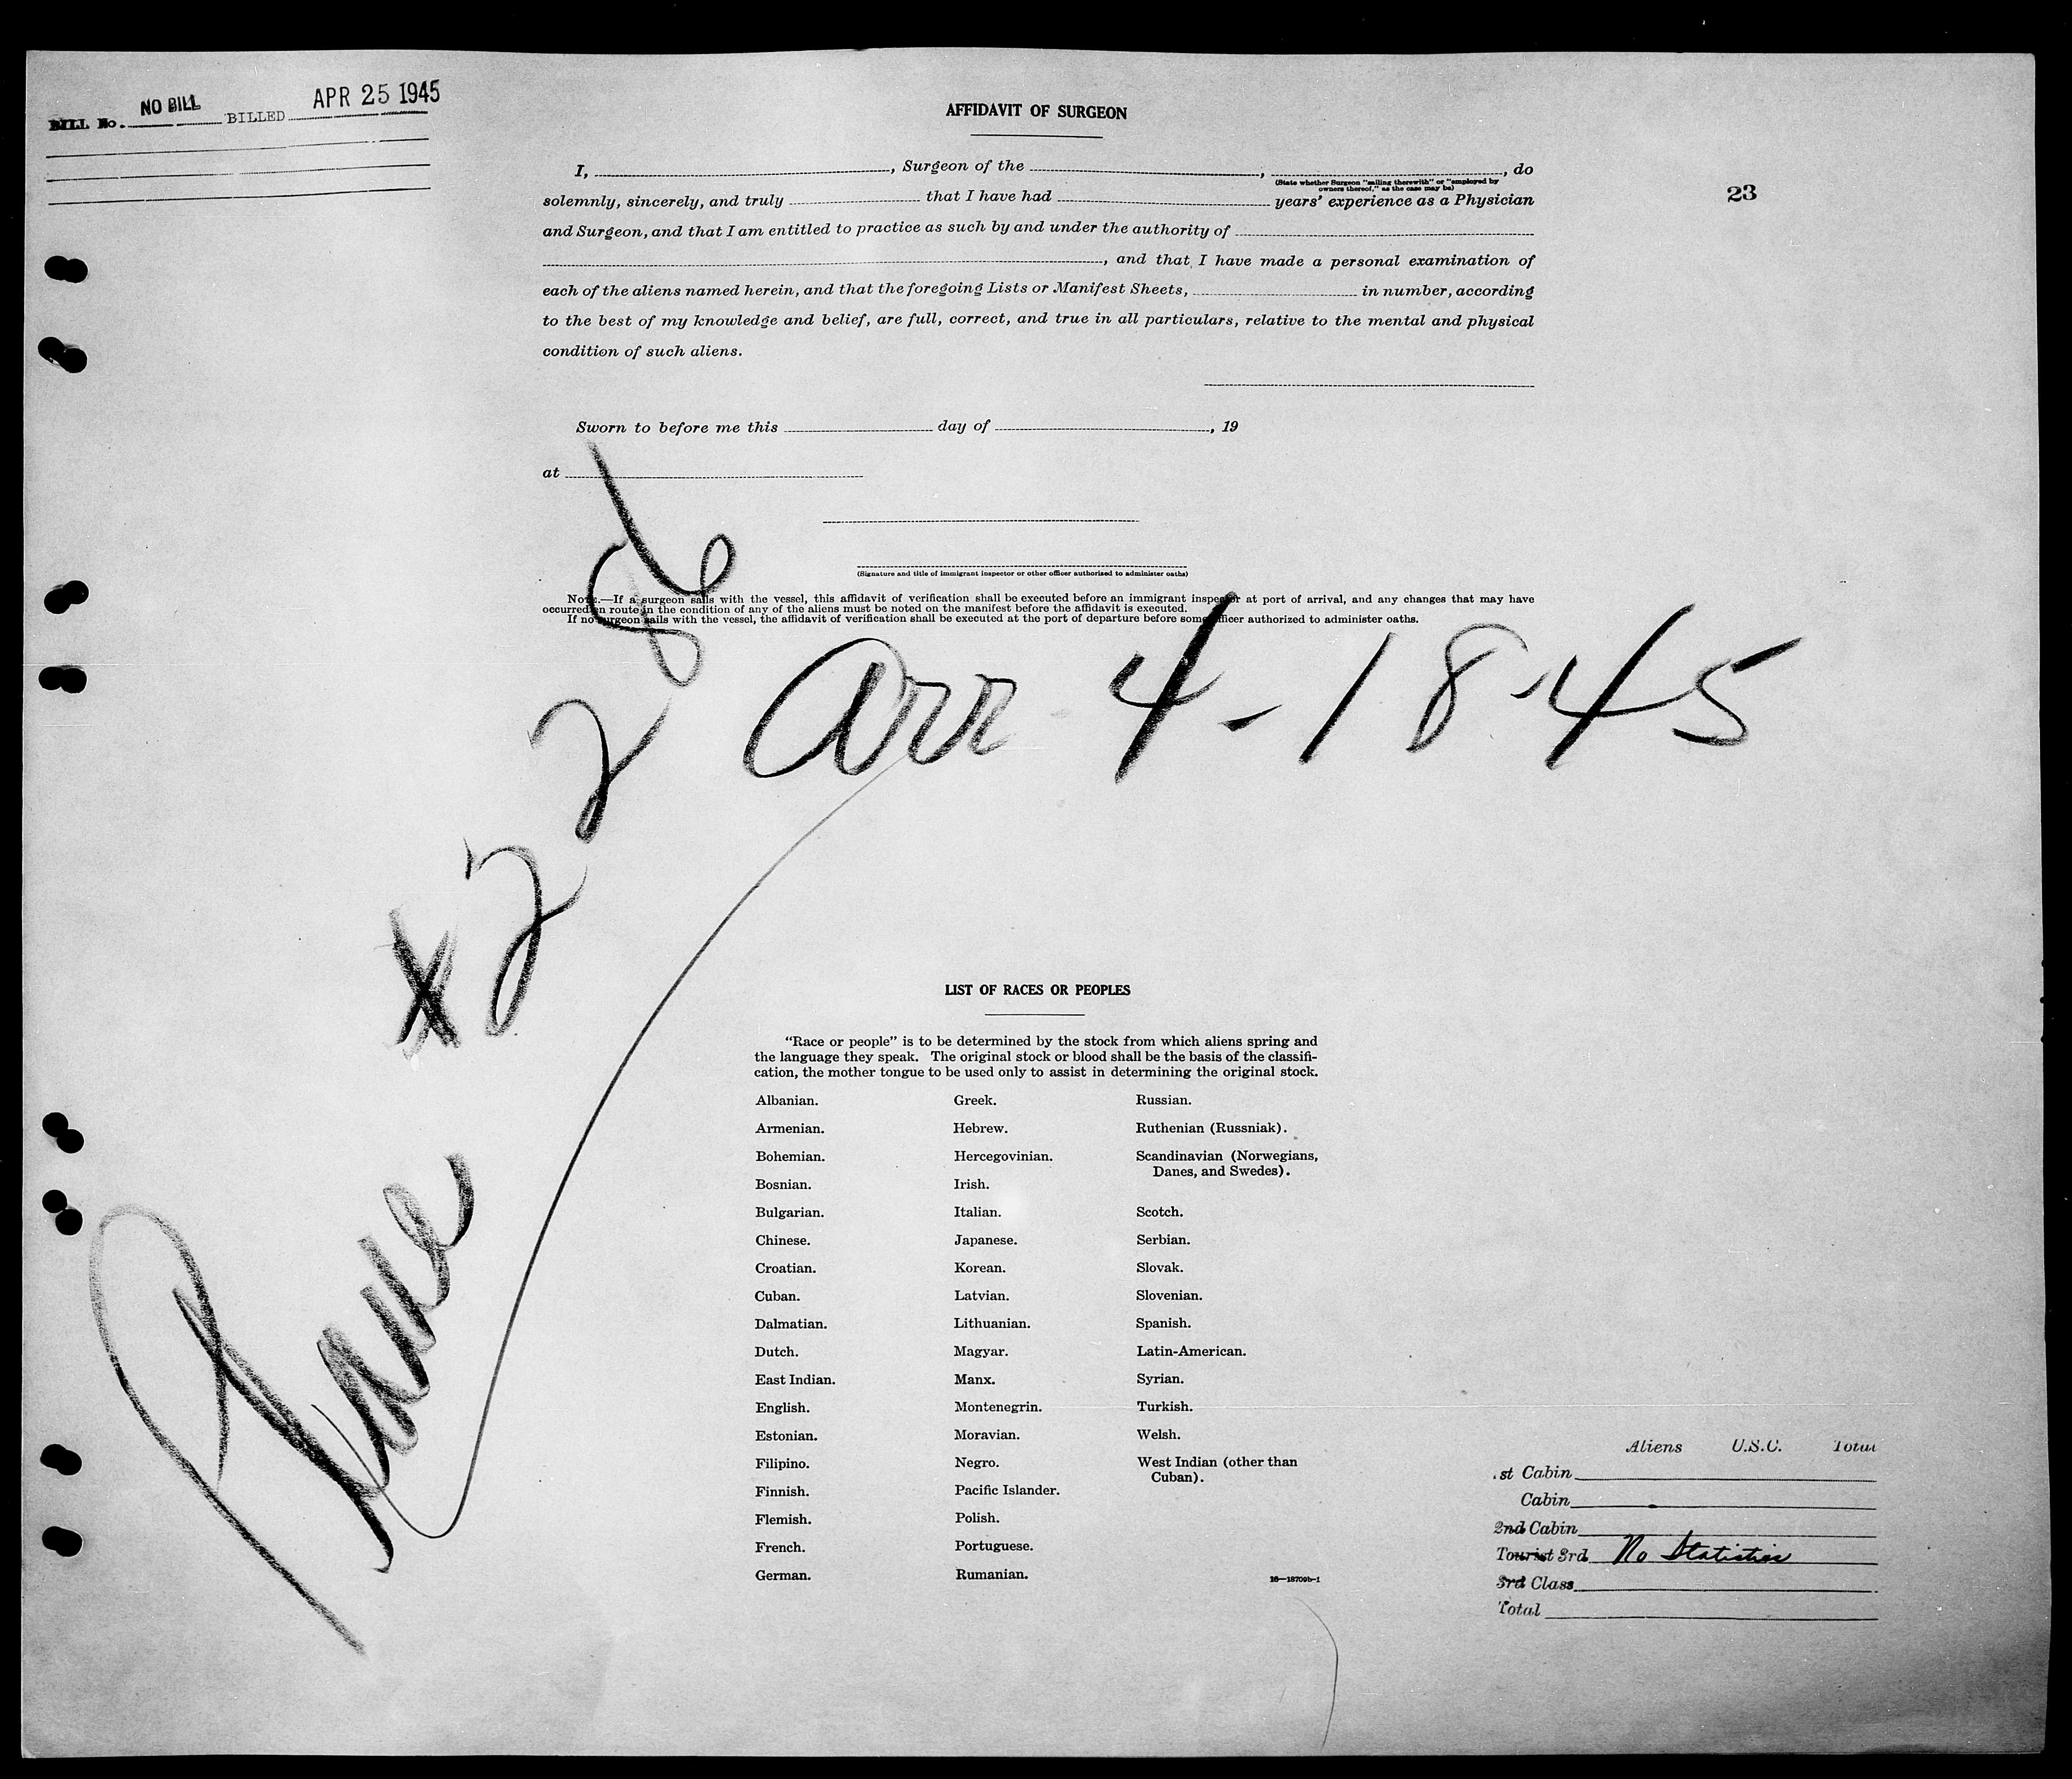 BILL No. NO BILL BILLED APR 25 1945
AFFIDAVIT OF SURGEON
23
I, , Surgeon of the , , do
(State whether Surgeon "sailing therewith" or "employed by
owners thereof," as the case may be)
solemnly, sincerely, and truly that I have had years' experience as a Physician
and Surgeon, and that I am entitled to practice as such by and under the authority of
, and that I have made a personal examination of
each of the aliens named herein, and that the foregoing Lists or Manifest Sheets, in number, according
to the best of my knowledge and belief, are full, correct, and true in all particulars, relative to the mental and physical
condition of such aliens.
Sworn to before me this day of , 19
at
(Signature and title of immigrant inspector or other officer authorized to administer oaths)
Note.—If a surgeon sails with the vessel, this affidavit of verification shall be executed before an immigrant inspector at port of arrival, and any changes that may have
occurred en route in the condition of any of the aliens must be noted on the manifest before the affidavit is executed.
If no surgeon sails with the vessel, the affidavit of verification shall be executed at the port of departure before some officer authorized to administer oaths.
Plane #2286
Arr 4-18-45
LIST OF RACES OR PEOPLES
"Race or people" is to be determined by the stock from which aliens spring and
the language they speak. The original stock or blood shall be the basis of the classifi-
cation, the mother tongue to be used only to assist in determining the original stock.
Albanian. Greek. Russian.
Armenian. Hebrew. Ruthenian (Russniak).
Bohemian. Hercegovinian. Scandinavian (Norwegians,
Danes, and Swedes).
Bosnian. Irish.
Bulgarian. Italian. Scotch.
Chinese. Japanese. Serbian.
Croatian. Korean. Slovak.
Cuban. Latvian. Slovenian.
Dalmatian. Lithuanian. Spanish.
Dutch. Magyar. Latin-American.
East Indian. Manx. Syrian.
English. Montenegrin. Turkish.
Estonian. Moravian. Welsh.
Filipino. Negro. West Indian (other than
Cuban).
Finnish. Pacific Islander.
Flemish. Polish.
French. Portuguese.
German. Rumanian.
16—18709b-1
Aliens U.S.C. Total
1st Cabin
Cabin
2nd Cabin
Tourist 3rd No Statistics
3rd Class
Total